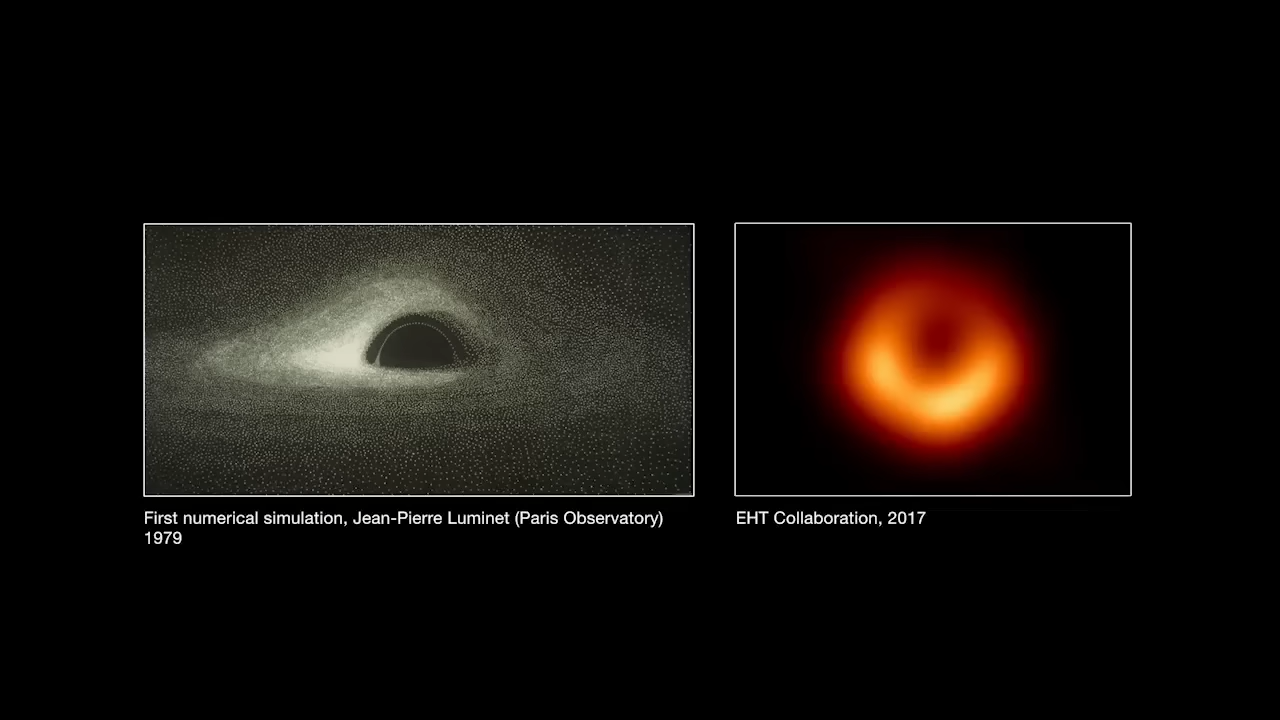 First numerical simulation, Jean-Pierre Luminet (Paris Observatory)
1979
EHT Collaboration, 2017